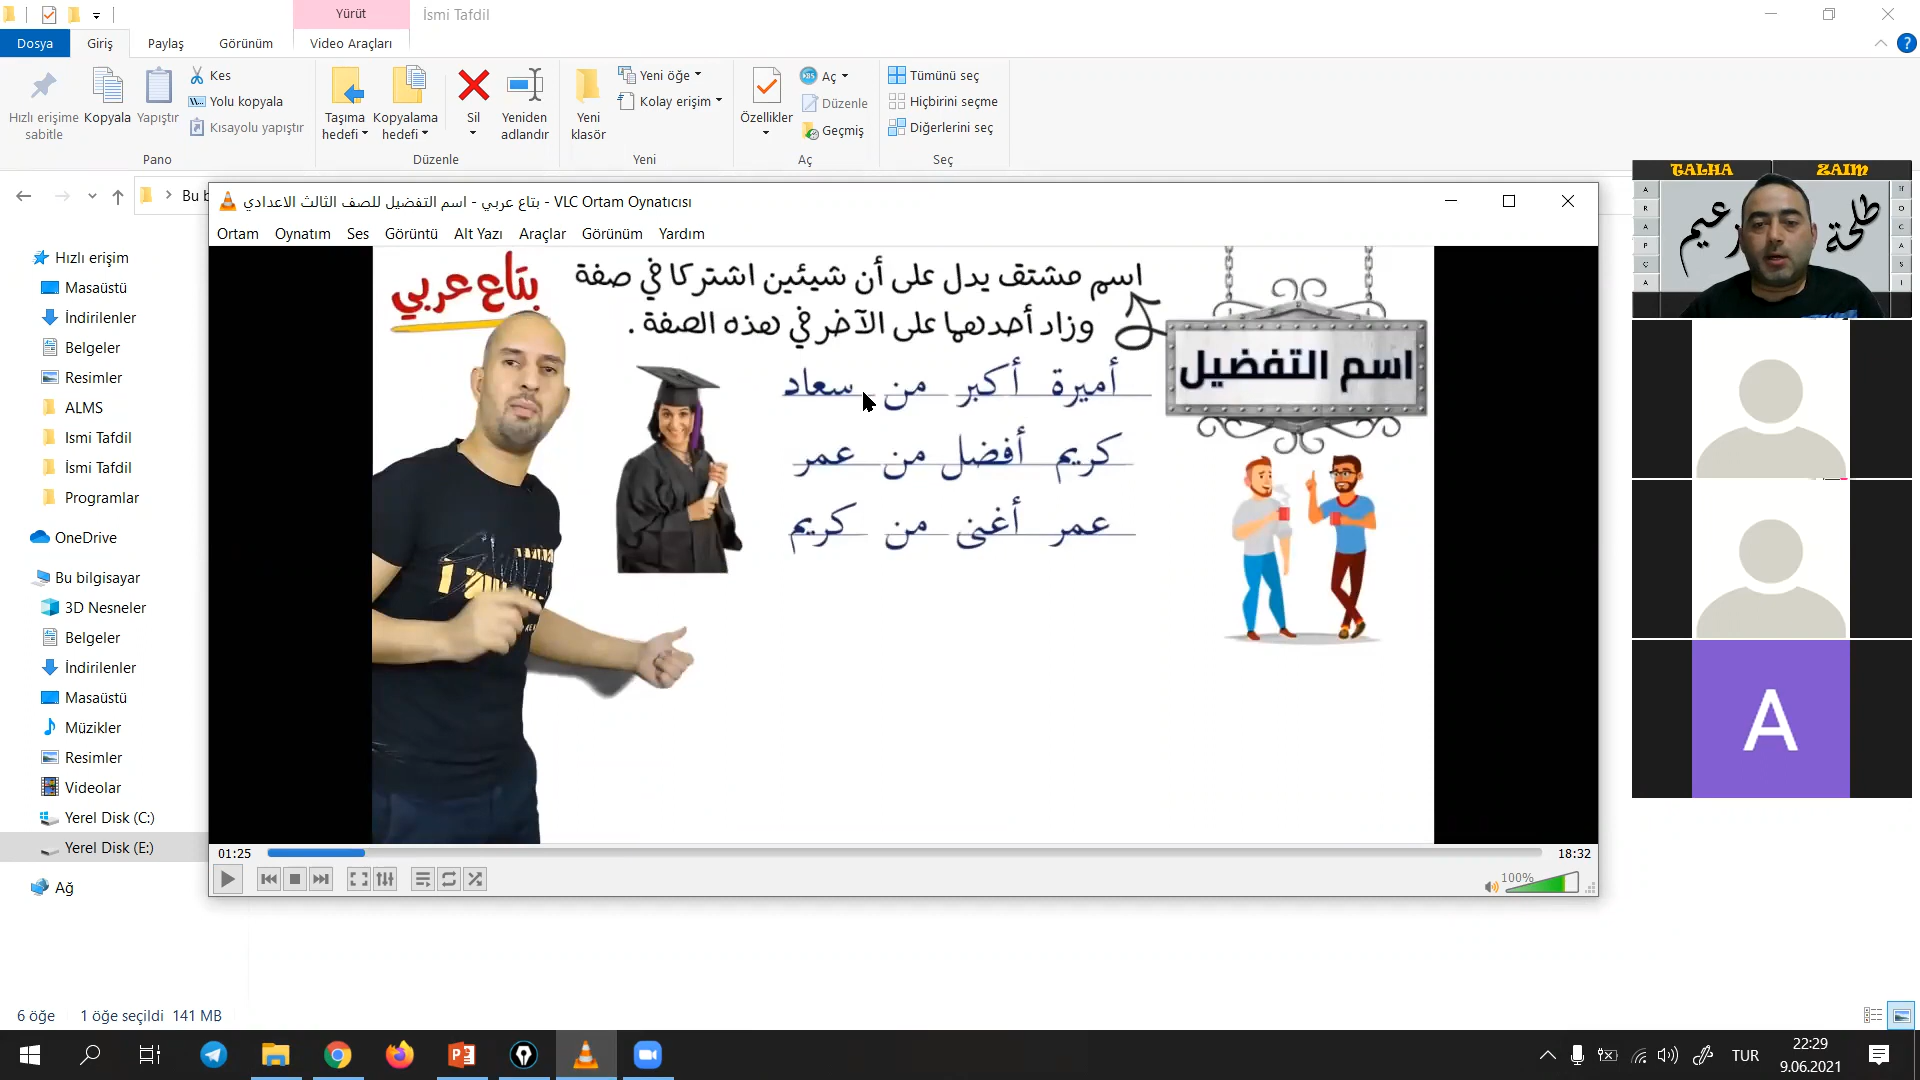 Yürüt
İsmi Tafdil
Dosya
Giriş
Paylaş
Görünüm
Video Araçları
Hızlı erişime sabitle
Kopyala
Yapıştır
Kes
Yolu kopyala
Kısayolu yapıştır
Pano
Taşıma hedefi
Kopyalama hedefi
Sil
Yeniden adlandır
Düzenle
Yeni klasör
Yeni öğe
Kolay erişim
Yeni
Özellikler
Aç
Düzenle
Geçmiş
Aç
Tümünü seç
Hiçbirini seçme
Diğerlerini seç
Seç
Bu b
Hızlı erişim
Masaüstü
İndirilenler
Belgeler
Resimler
ALMS
Ismi Tafdil
İsmi Tafdil
Programlar
OneDrive
Bu bilgisayar
3D Nesneler
Belgeler
İndirilenler
Masaüstü
Müzikler
Resimler
Videolar
Yerel Disk (C:)
Yerel Disk (E:)
Ağ
بتاع عربي - اسم التفضيل للصف الثالث الاعدادي - VLC Ortam Oynatıcısı
Ortam Oynatım Ses Görüntü Alt Yazı Araçlar Görünüm Yardım
بتاع عربي
اسم مشتق يدل على أن شيئين اشتركا في صفة
وزاد أحدهما على الآخر في هذه الصفة .
اسم التفضيل
أميرة أكبر من سعاد
كريم أفضل من عمر
عمر أغنى من كريم
01:25
18:32
100%
TALHA ZAIM
طلحة زعيم
A R A P Ç A
H O C A S I
A
6 öğe 1 öğe seçildi 141 MB
TUR
22:29
9.06.2021